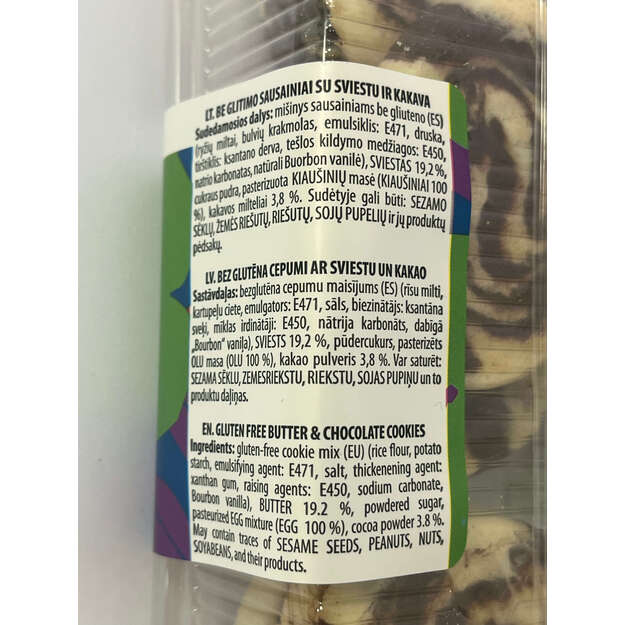 LT. BE GLITIMO SAUSAINIAI SU SVIESTU IR KAKAVA
Sudedamosios dalys: mišinys sausainiams be gliuteno (ES)
(ryžių miltai, bulvių krakmolas, emulsiklis: E471, druska,
tirštiklis: ksantano derva, tešlos kildymo medžiagos: E450,
natrio karbonatas, natūrali Buorbon vanilė), SVIESTAS 19,2 %,
cukraus pudra, pasterizuota KIAUŠINIŲ masė (KIAUŠINIAI 100
%), kakavos milteliai 3,8 %. Sudėtyje gali būti: SEZAMO
SĖKLŲ, ŽEMĖS RIEŠUTŲ, RIEŠUTŲ, SOJŲ PUPELIŲ ir jų produktų
pėdsakų.
LV. BEZ GLUTĒNA CEPUMI AR SVIESTU UN KAKAO
Sastāvdaļas: bezglutēna cepumu maisījums (ES) (rīsu milti,
kartupeļu ciete, emulgators: E471, sāls, biezinātājs: ksantāna
sveķi, mīklas irdinātāji: E450, nātrija karbonāts, dabīgā
„Bourbon" vaniļa), SVIESTS 19,2 %, pūdercukurs, pasterizēts
OLU masa (OLU 100 %), kakao pulveris 3,8 %. Var saturēt:
SEZAMA SĒKLU, ZEMESRIEKSTU, RIEKSTU, SOJAS PUPIŅU un to
produktu daļiņas.
EN. GLUTEN FREE BUTTER & CHOCOLATE COOKIES
Ingredients: gluten-free cookie mix (EU) (rice flour, potato
starch, emulsifying agent: E471, salt, thickenening agent:
xanthan gum, raising agents: E450, sodium carbonate,
Bourbon vanilla), BUTTER 19.2 %, powdered sugar,
pasteurized EGG mixture (EGG 100 %), cocoa powder 3.8 %.
May contain traces of SESAME SEEDS, PEANUTS, NUTS,
SOYABEANS, and their products.